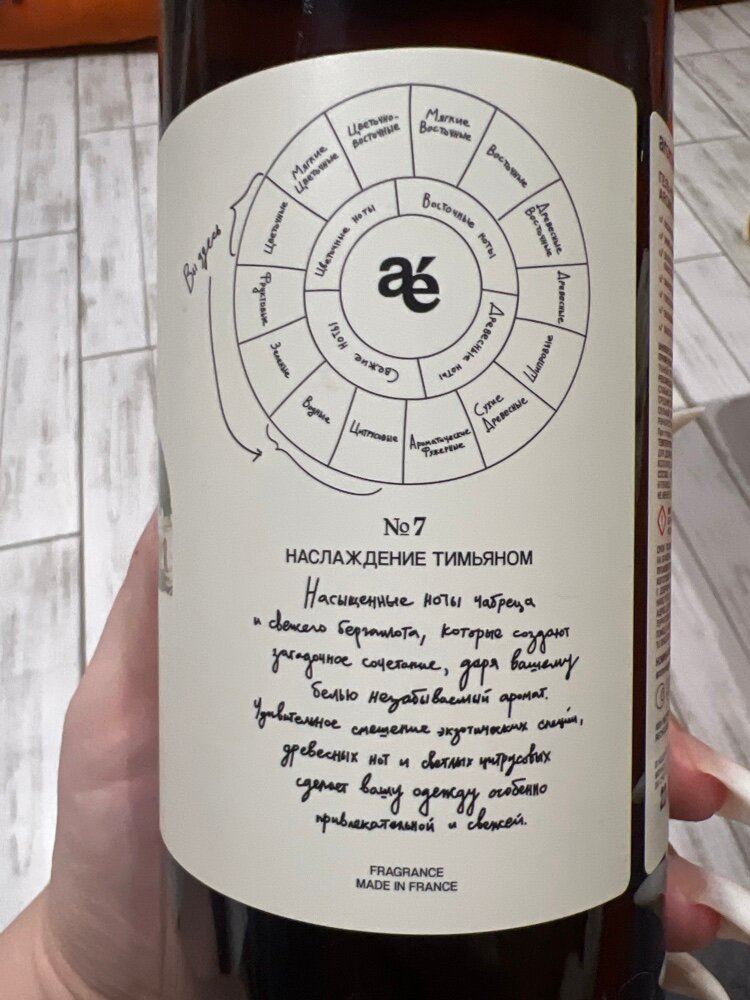 Цветочно-
восточные
Мягкие
Восточные
Восточные
Древесные
Восточные
Древесные
Мшистые
Сухие
Древесные
Ароматические
Фужерные
Цитрусовые
Водные
Зеленые
Фруктовые
Цветочные
Мягкие
Цветочные
Цветочные ноты
Восточные ноты
Древесные ноты
Свежие ноты
aé
Вы здесь
№7
НАСЛАЖДЕНИЕ ТИМЬЯНОМ
Насыщенные ноты чабреца
и свежего бергамота, которые создают
загадочное сочетание, даря вашему
белью незабываемый аромат.
Удивительное смешение экзотических специй,
древесных нот и светлых цитрусовых
сделает вашу одежду особенно
привлекательной и свежей.
FRAGRANCE
MADE IN FRANCE